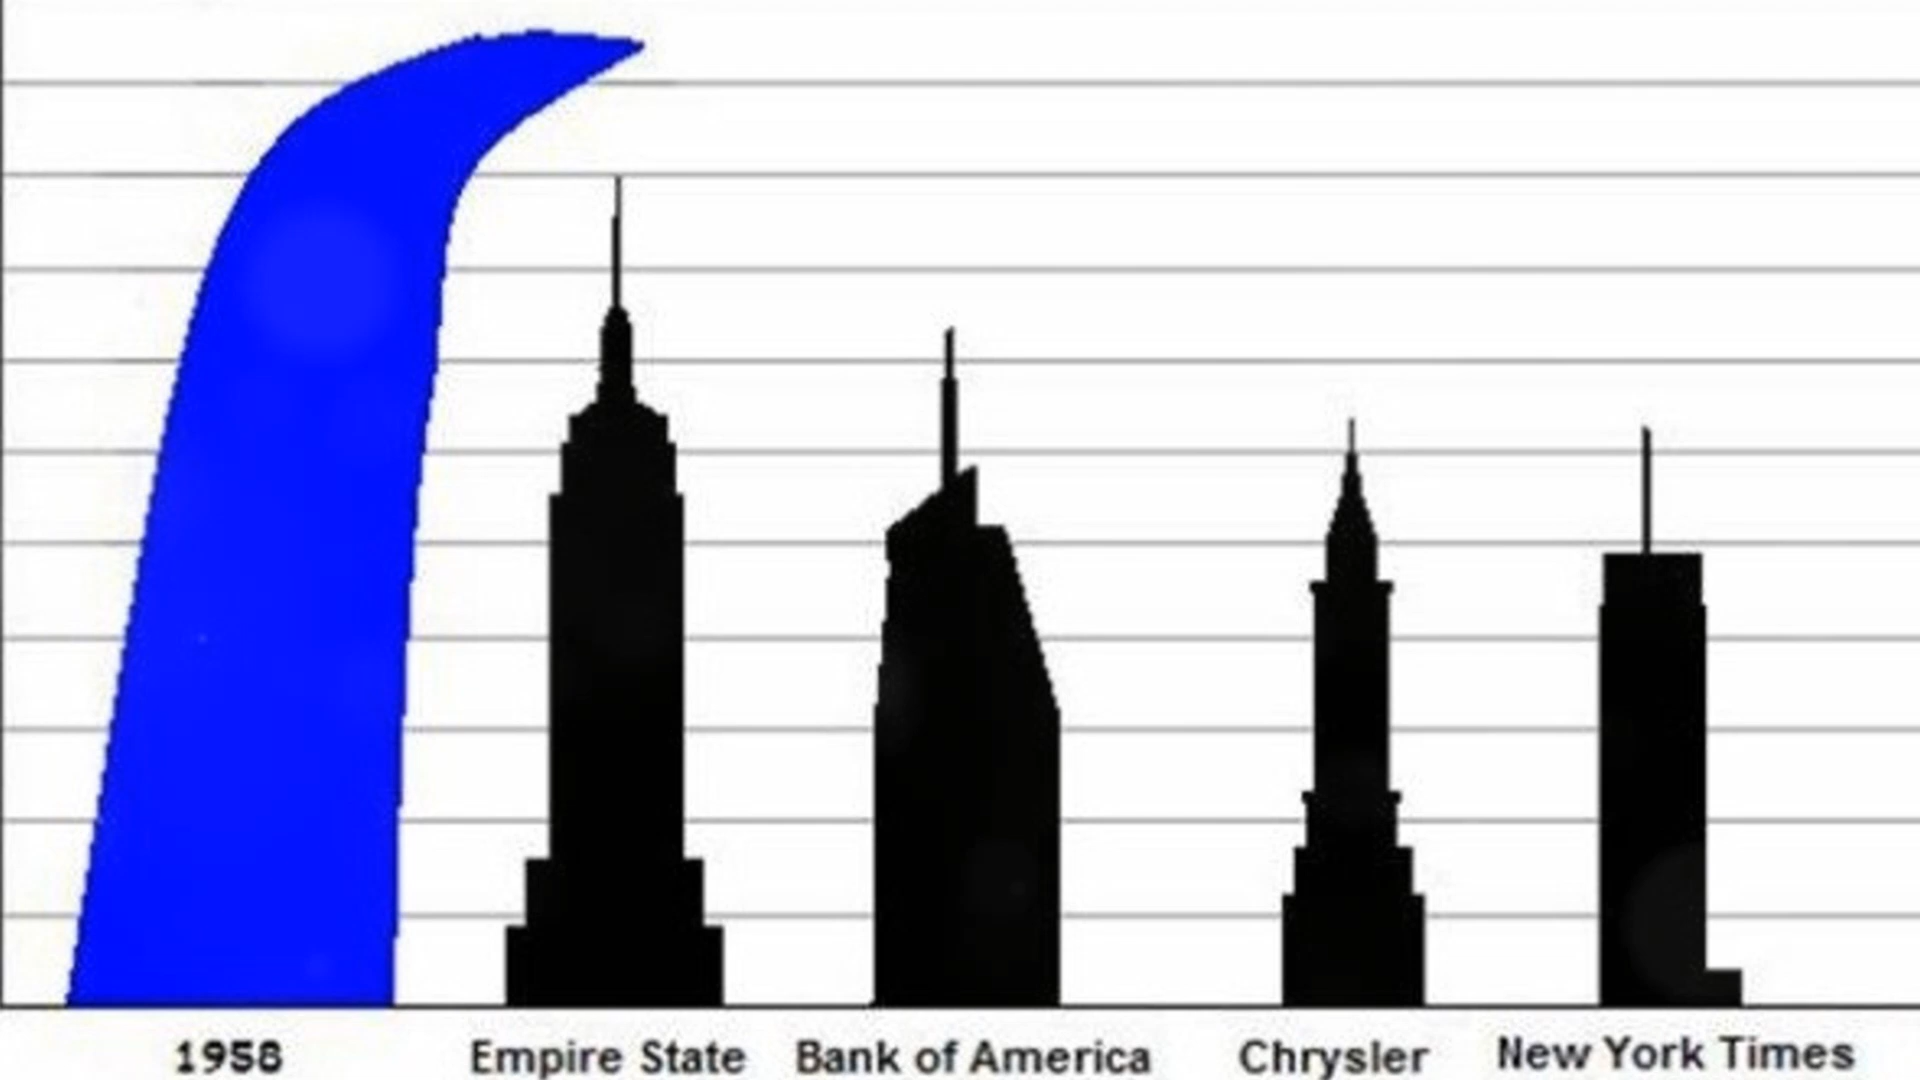 1958
Empire State
Bank of America
Chrysler
New York Times